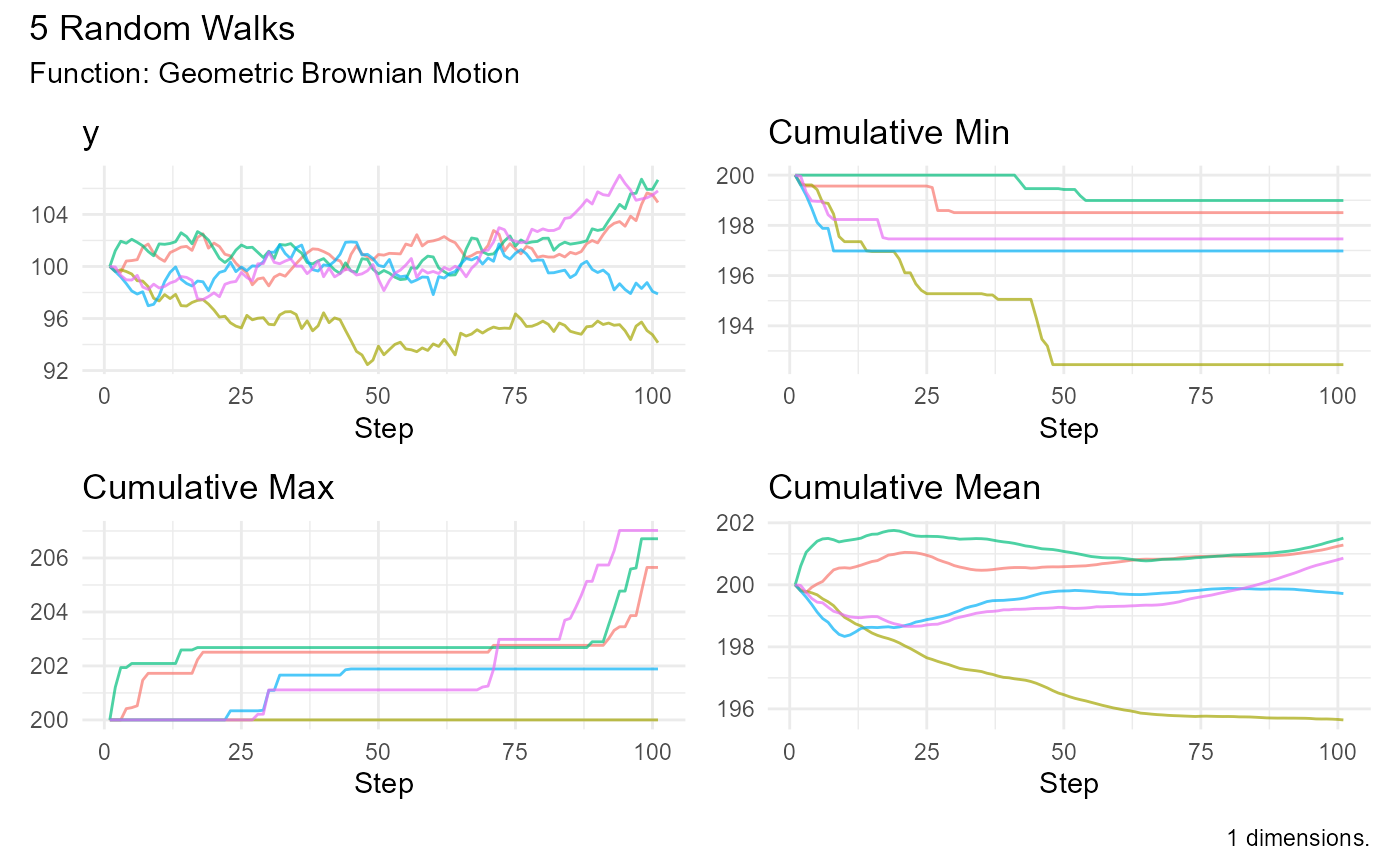 5 Random Walks
Function: Geometric Brownian Motion
y
104
100
96
92
0 25 50 75 100
Step
Cumulative Min
200
198
196
194
0 25 50 75 100
Step
Cumulative Max
206
204
202
200
0 25 50 75 100
Step
Cumulative Mean
202
200
198
196
0 25 50 75 100
Step
1 dimensions.